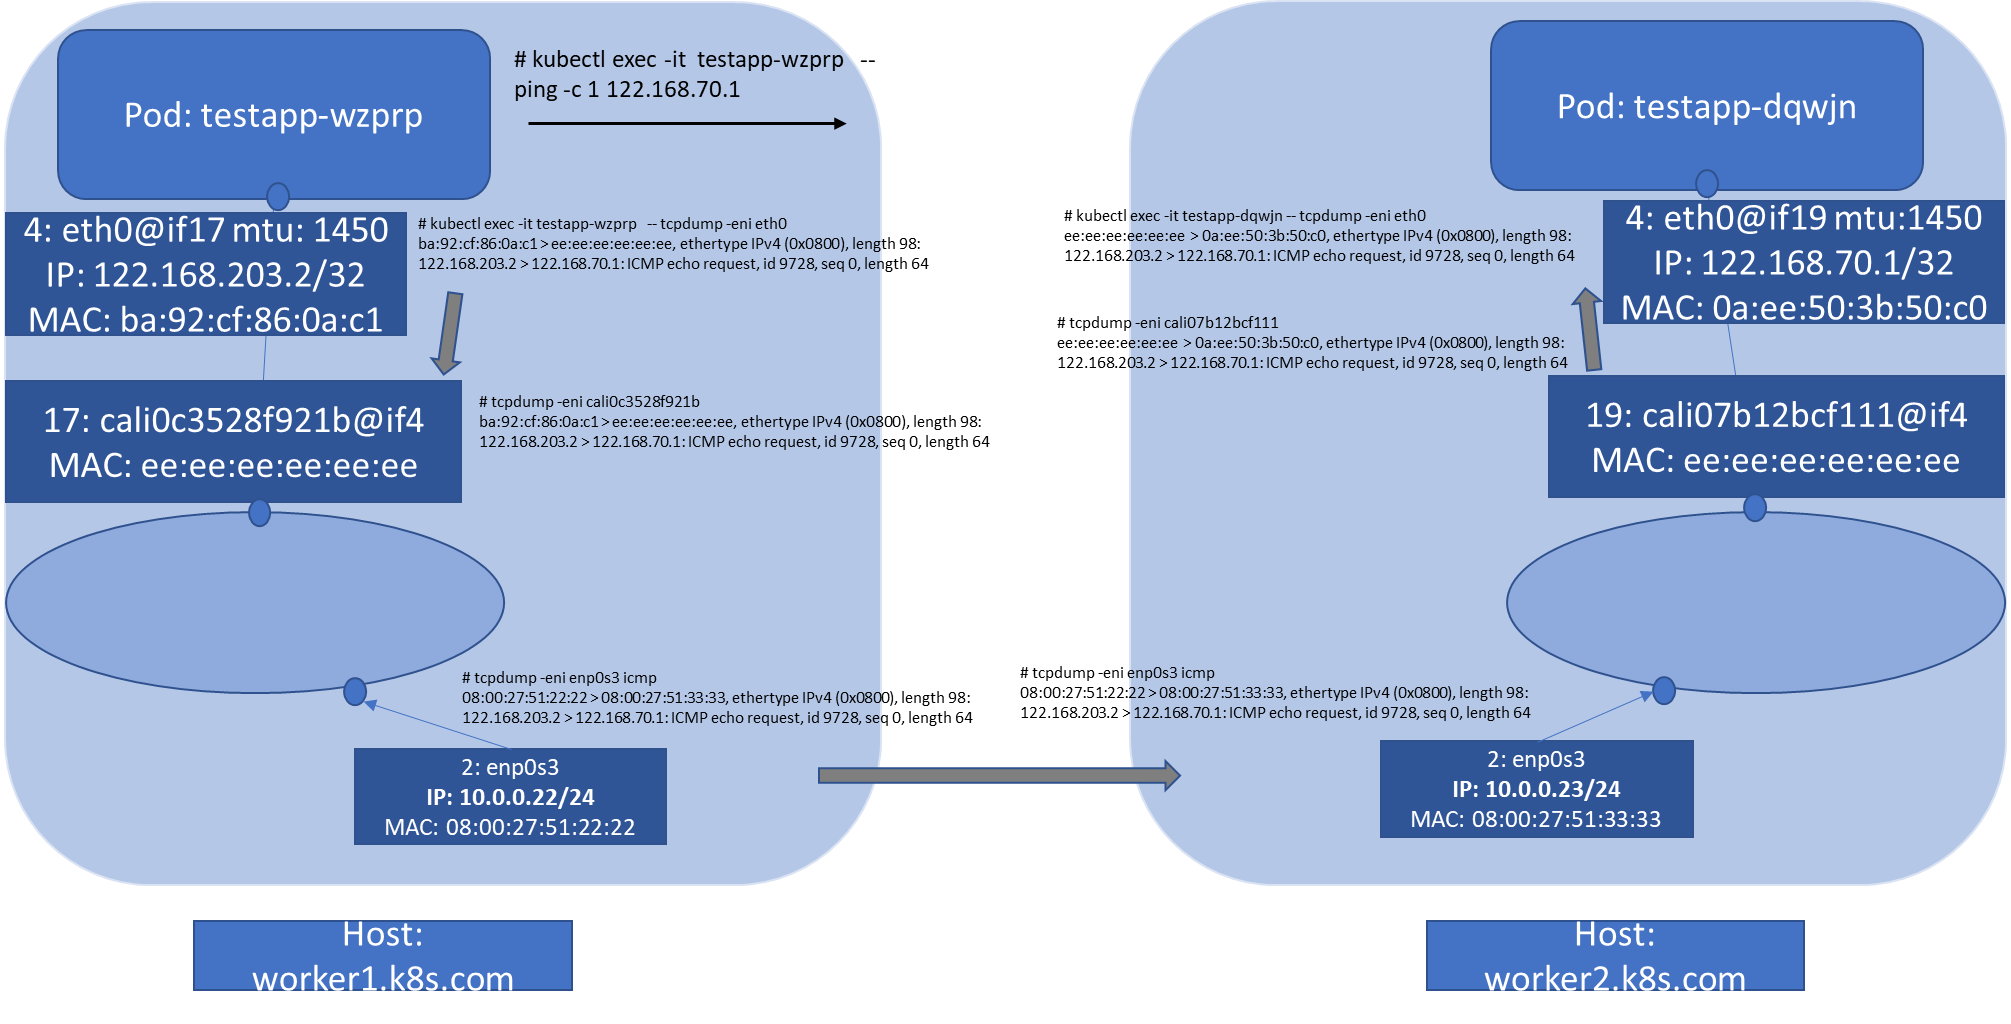 Pod: testapp-wzprp
# kubectl exec -it  testapp-wzprp  --
ping -c 1 122.168.70.1
4: eth0@if17 mtu: 1450
IP: 122.168.203.2/32
MAC: ba:92:cf:86:0a:c1
# kubectl exec -it testapp-wzprp  -- tcpdump -eni eth0
ba:92:cf:86:0a:c1 > ee:ee:ee:ee:ee:ee, ethertype IPv4 (0x0800), length 98:
122.168.203.2 > 122.168.70.1: ICMP echo request, id 9728, seq 0, length 64
17: cali0c3528f921b@if4
MAC: ee:ee:ee:ee:ee:ee
# tcpdump -eni cali0c3528f921b
ba:92:cf:86:0a:c1 > ee:ee:ee:ee:ee:ee, ethertype IPv4 (0x0800), length 98:
122.168.203.2 > 122.168.70.1: ICMP echo request, id 9728, seq 0, length 64
# tcpdump -eni enp0s3 icmp
08:00:27:51:22:22 > 08:00:27:51:33:33, ethertype IPv4 (0x0800), length 98:
122.168.203.2 > 122.168.70.1: ICMP echo request, id 9728, seq 0, length 64
2: enp0s3
IP: 10.0.0.22/24
MAC: 08:00:27:51:22:22
Host:
worker1.k8s.com
Pod: testapp-dqwjn
# kubectl exec -it testapp-dqwjn -- tcpdump -eni eth0
ee:ee:ee:ee:ee:ee > 0a:ee:50:3b:50:c0, ethertype IPv4 (0x0800), length 98:
122.168.203.2 > 122.168.70.1: ICMP echo request, id 9728, seq 0, length 64
4: eth0@if19 mtu:1450
IP: 122.168.70.1/32
MAC: 0a:ee:50:3b:50:c0
# tcpdump -eni cali07b12bcf111
ee:ee:ee:ee:ee:ee > 0a:ee:50:3b:50:c0, ethertype IPv4 (0x0800), length 98:
122.168.203.2 > 122.168.70.1: ICMP echo request, id 9728, seq 0, length 64
19: cali07b12bcf111@if4
MAC: ee:ee:ee:ee:ee:ee
# tcpdump -eni enp0s3 icmp
08:00:27:51:22:22 > 08:00:27:51:33:33, ethertype IPv4 (0x0800), length 98:
122.168.203.2 > 122.168.70.1: ICMP echo request, id 9728, seq 0, length 64
2: enp0s3
IP: 10.0.0.23/24
MAC: 08:00:27:51:33:33
Host:
worker2.k8s.com